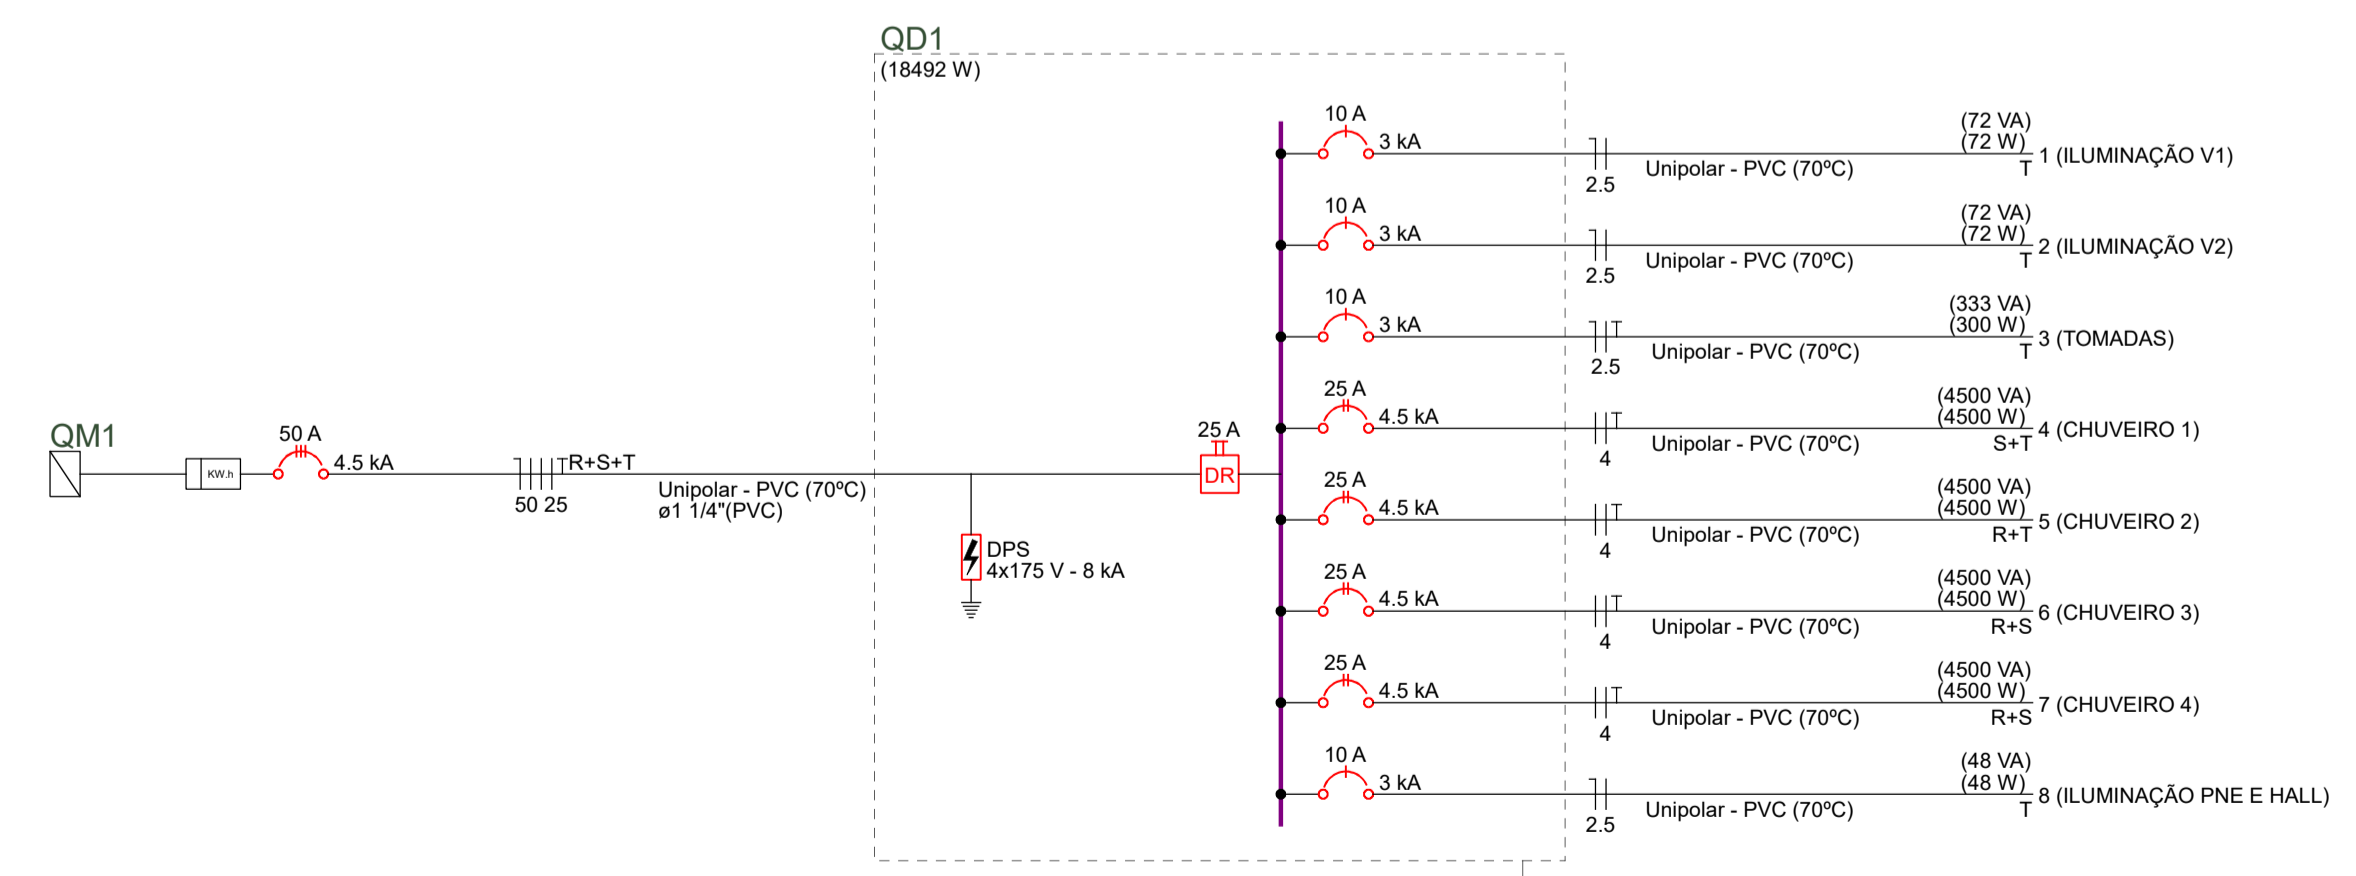 QD1
(18492 W)
QM1
KW.h
50 A
4.5 kA
R+S+T
50 25
Unipolar - PVC (70ºC)
ø1 1/4"(PVC)
DPS
4x175 V - 8 kA
25 A
DR
10 A
3 kA
2.5
Unipolar - PVC (70ºC)
(72 VA)
(72 W)
T
1 (ILUMINAÇÃO V1)
10 A
3 kA
2.5
Unipolar - PVC (70ºC)
(72 VA)
(72 W)
T
2 (ILUMINAÇÃO V2)
10 A
3 kA
2.5
Unipolar - PVC (70ºC)
(333 VA)
(300 W)
T
3 (TOMADAS)
25 A
4.5 kA
4
Unipolar - PVC (70ºC)
(4500 VA)
(4500 W)
S+T
4 (CHUVEIRO 1)
25 A
4.5 kA
4
Unipolar - PVC (70ºC)
(4500 VA)
(4500 W)
R+T
5 (CHUVEIRO 2)
25 A
4.5 kA
4
Unipolar - PVC (70ºC)
(4500 VA)
(4500 W)
R+S
6 (CHUVEIRO 3)
25 A
4.5 kA
4
Unipolar - PVC (70ºC)
(4500 VA)
(4500 W)
R+S
7 (CHUVEIRO 4)
10 A
3 kA
2.5
Unipolar - PVC (70ºC)
(48 VA)
(48 W)
T
8 (ILUMINAÇÃO PNE E HALL)